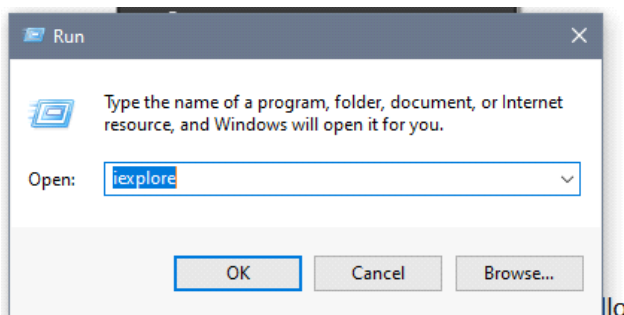 Run
Type the name of a program, folder, document, or Internet
resource, and Windows will open it for you.
Open: iexplore
OK Cancel Browse...